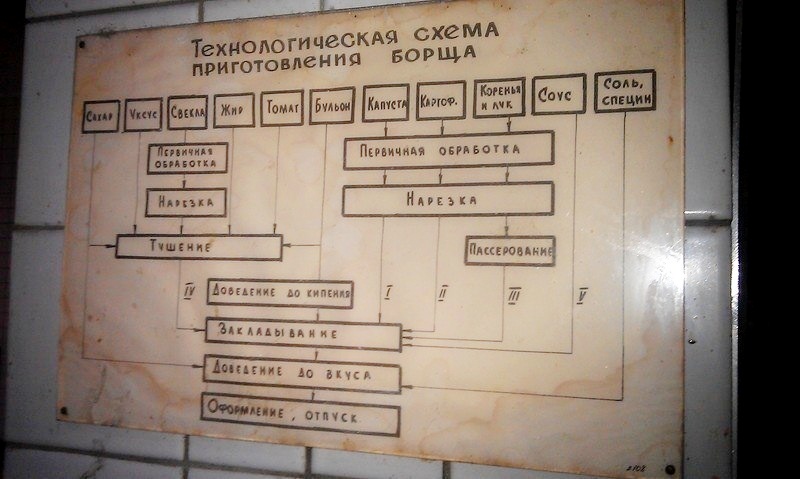 Технологическая схема
приготовления борща
Сахар
Уксус
Свекла
Жир
Томат
Бульон
Капуста
Картоф.
Коренья
и лук
Соус
Соль,
специи
Первичная
обработка
Первичная обработка
Нарезка
Нарезка
Тушение
Пассерование
Доведение до кипения
IV
I
II
III
V
Закладывание
Доведение до вкуса
Оформление, отпуск